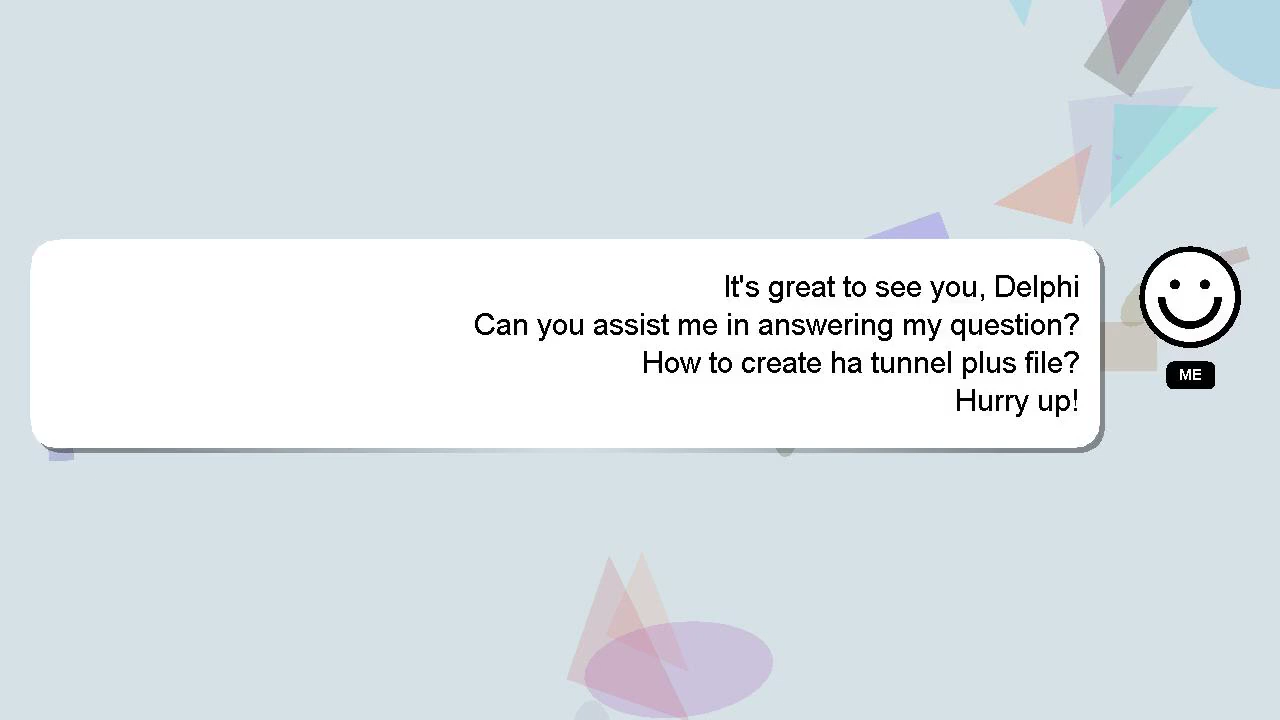 It's great to see you, Delphi
Can you assist me in answering my question?
How to create ha tunnel plus file?
Hurry up!
ME